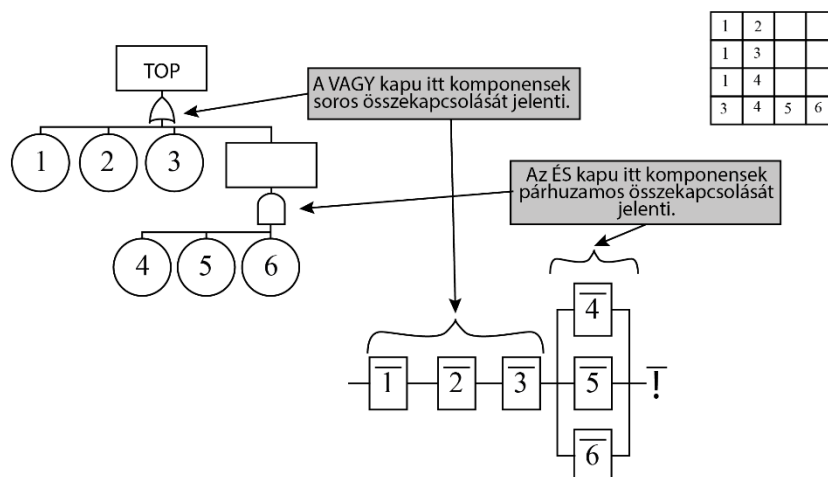 TOP
A VAGY kapu itt komponensek
soros összekapcsolását jelenti.
1 2
1 3
1 4
3 4 5 6
1 2 3
Az ÉS kapu itt komponensek
párhuzamos összekapcsolását
jelenti.
4 5 6
4
1 2 3 5 !
6